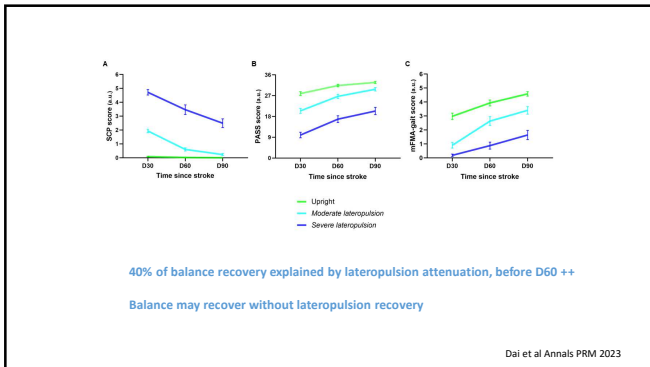 A
B
C
SCP score (a.u.)
6
5
4
3
2
1
0
D30
D60
D90
Time since stroke
PASS score (a.u.)
36
27
18
9
0
D30
D60
D90
Time since stroke
mFMA-gait score (a.u.)
6
5
4
3
2
1
0
D30
D60
D90
Time since stroke
Upright
Moderate lateropulsion
Severe lateropulsion
40% of balance recovery explained by lateropulsion attenuation, before D60 ++
Balance may recover without lateropulsion recovery
Dai et al Annals PRM 2023